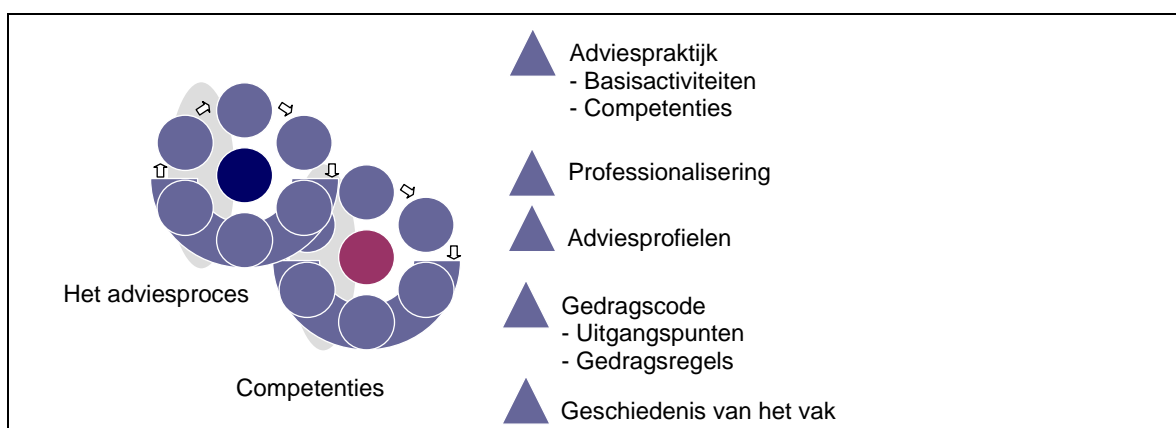 Het adviesproces
Competenties
Adviespraktijk
- Basisactiviteiten
- Competenties
Professionalisering
Adviesprofielen
Gedragscode
- Uitgangspunten
- Gedragsregels
Geschiedenis van het vak